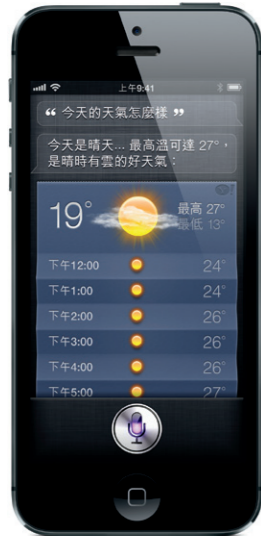 上午9:41
“ 今天的天氣怎麼樣 ”
今天是晴天... 最高溫可達 27°，
是晴時有雲的好天氣：
19° 最高 27°
最低 13°
下午12:00 24°
下午1:00 24°
下午2:00 26°
下午3:00 26°
下午4:00 26°
下午5:00 27°